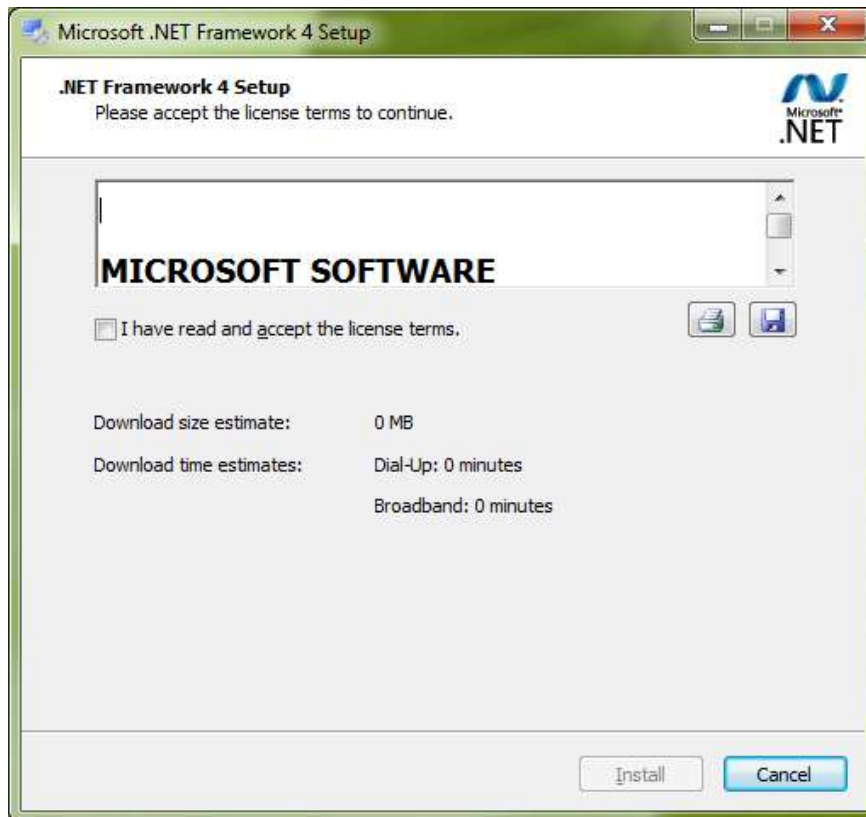 Microsoft .NET Framework 4 Setup
.NET Framework 4 Setup
Please accept the license terms to continue.
Microsoft®
.NET
MICROSOFT SOFTWARE
I have read and accept the license terms.
Download size estimate: 0 MB
Download time estimates: Dial-Up: 0 minutes
Broadband: 0 minutes
Install Cancel